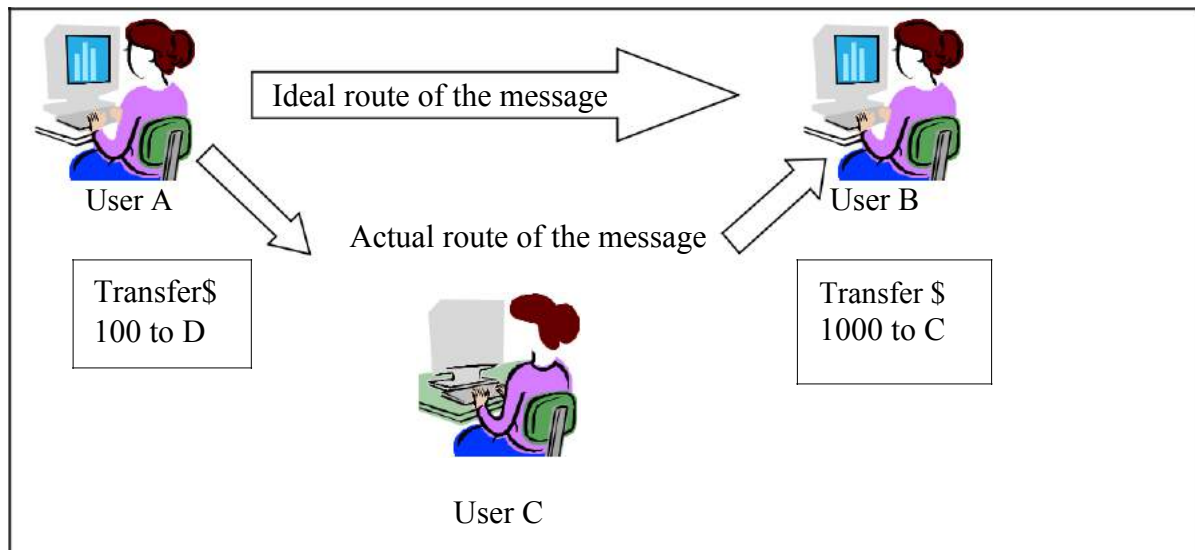 Ideal route of the message
User A
User B
Actual route of the message
Transfer$
100 to D
Transfer $
1000 to C
User C